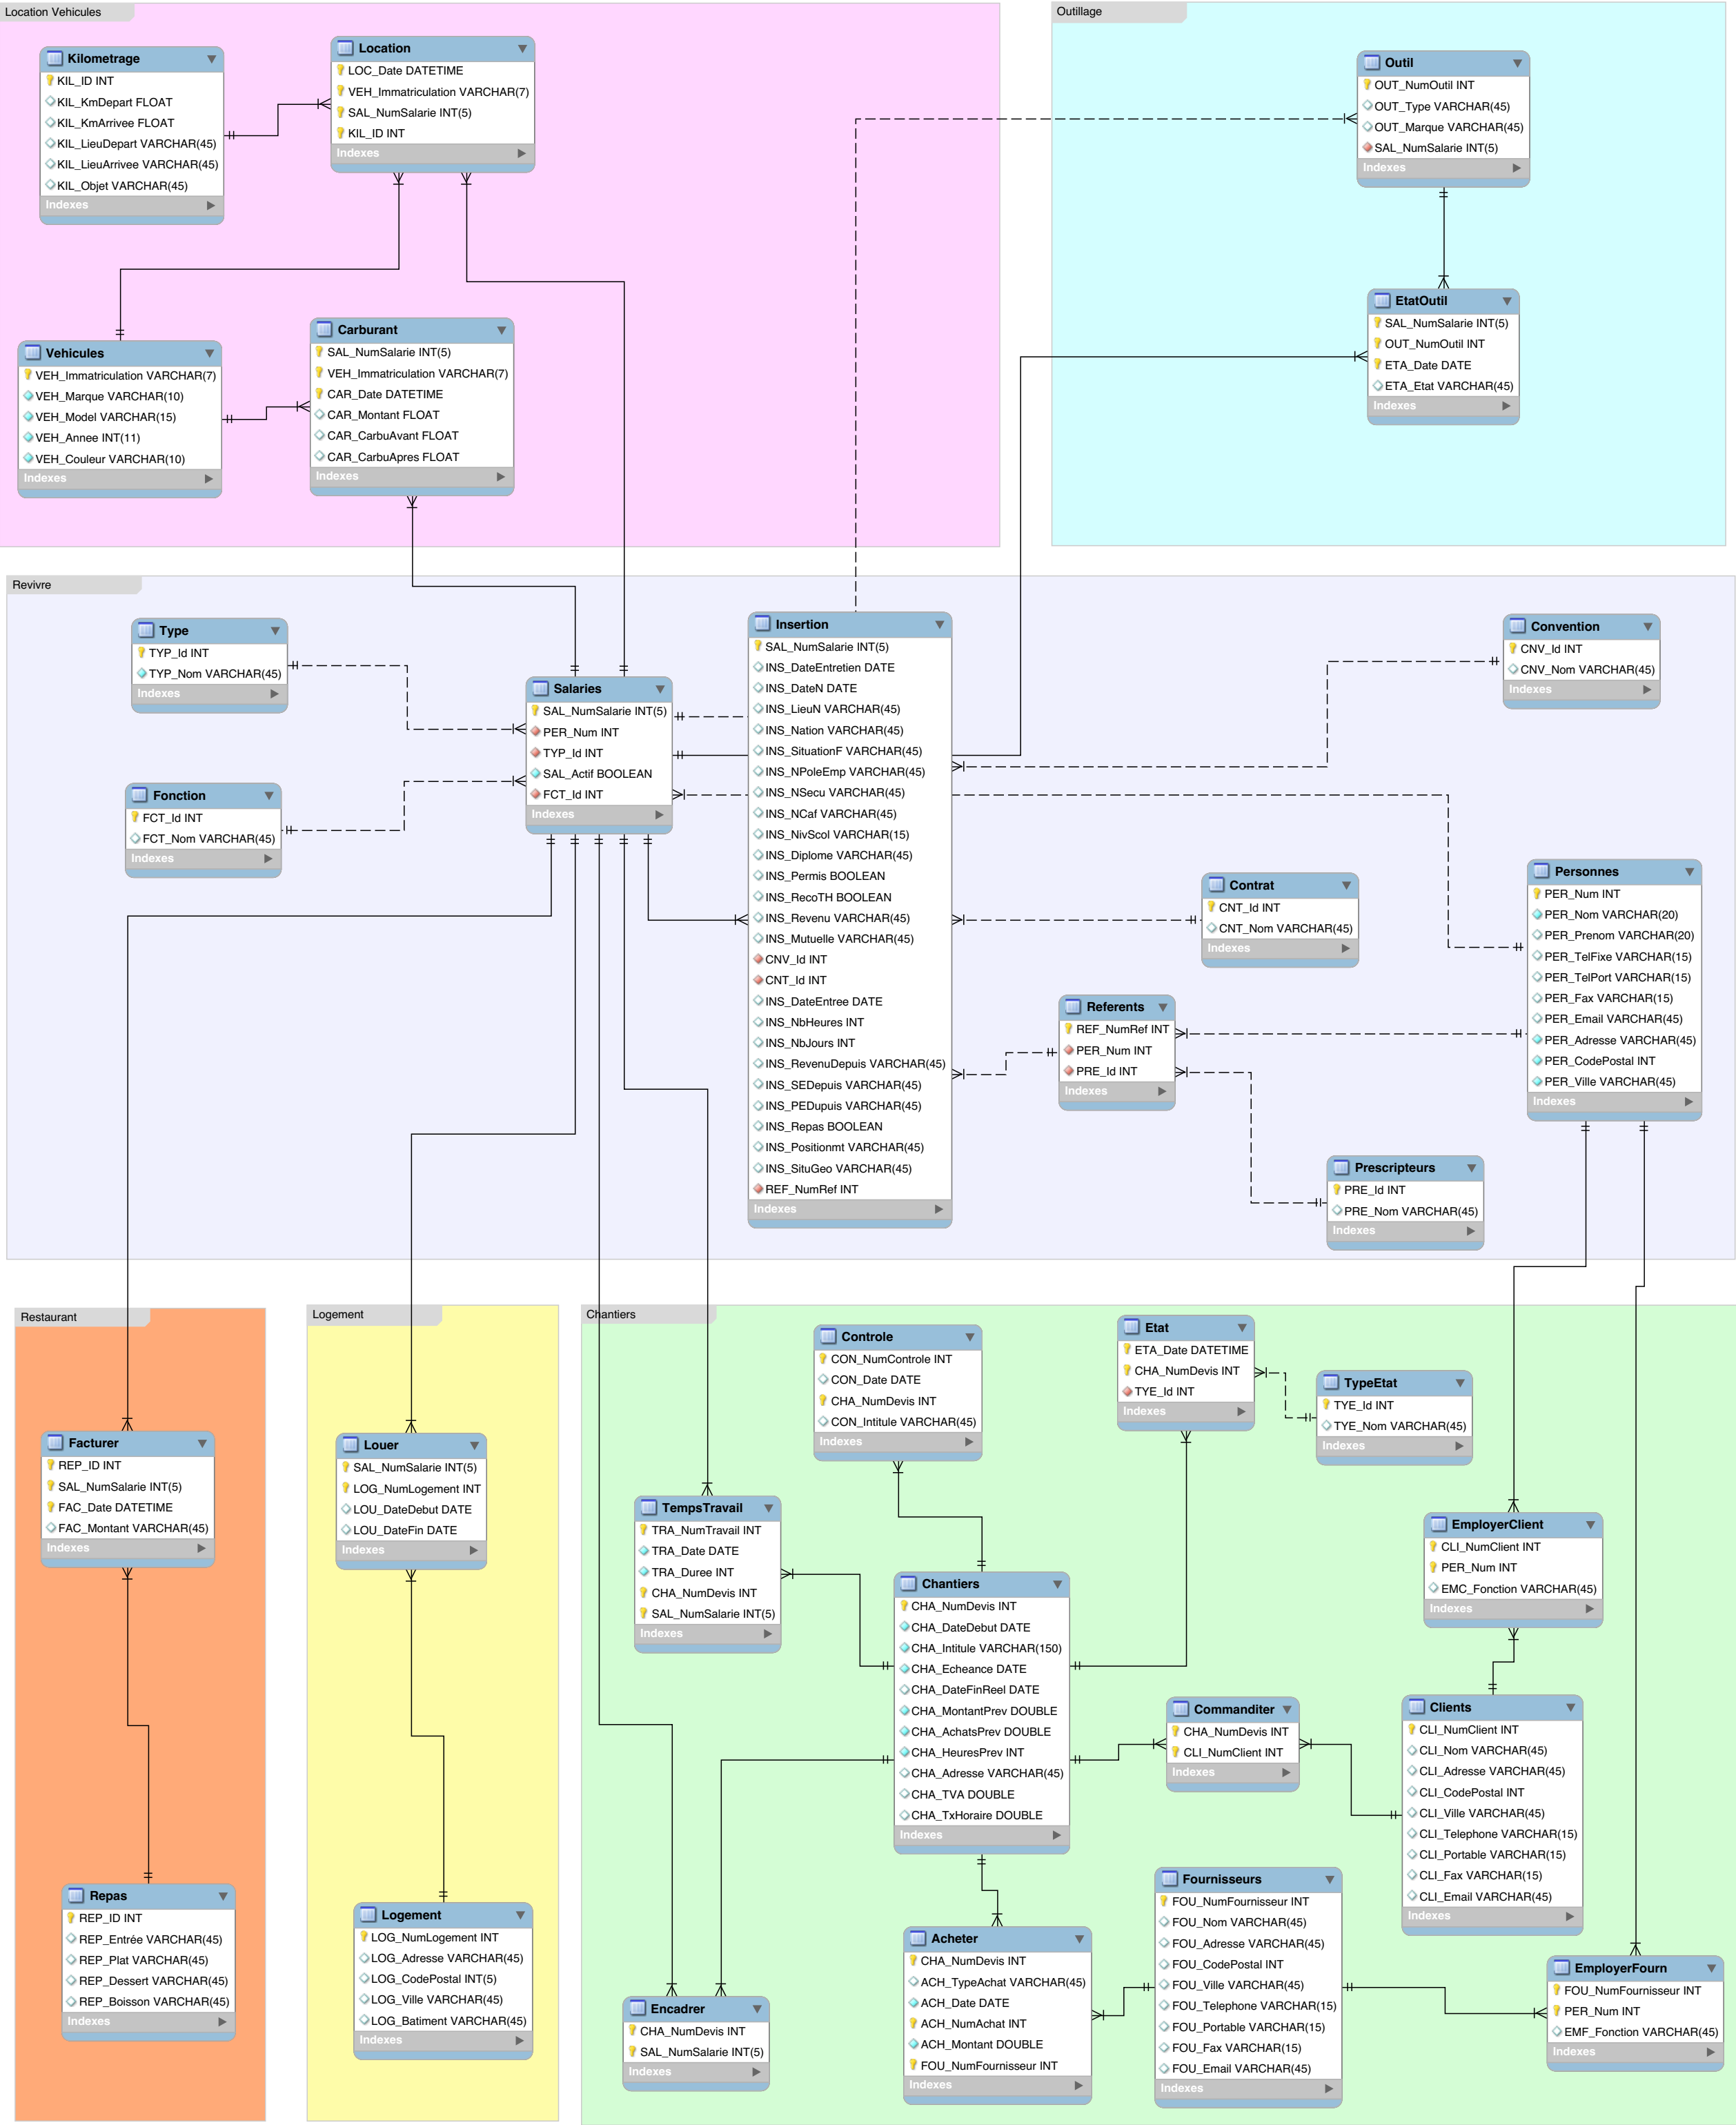 Location Vehicules
Kilometrage
KIL_ID INT
KIL_KmDepart FLOAT
KIL_KmArrivee FLOAT
KIL_LieuDepart VARCHAR(45)
KIL_LieuArrivee VARCHAR(45)
KIL_Objet VARCHAR(45)
Indexes
Location
LOC_Date DATETIME
VEH_Immatriculation VARCHAR(7)
SAL_NumSalarie INT(5)
KIL_ID INT
Indexes
Vehicules
VEH_Immatriculation VARCHAR(7)
VEH_Marque VARCHAR(10)
VEH_Model VARCHAR(15)
VEH_Annee INT(11)
VEH_Couleur VARCHAR(10)
Indexes
Carburant
SAL_NumSalarie INT(5)
VEH_Immatriculation VARCHAR(7)
CAR_Date DATETIME
CAR_Montant FLOAT
CAR_CarbuAvant FLOAT
CAR_CarbuApres FLOAT
Indexes
Outillage
Outil
OUT_NumOutil INT
OUT_Type VARCHAR(45)
OUT_Marque VARCHAR(45)
SAL_NumSalarie INT(5)
Indexes
EtatOutil
SAL_NumSalarie INT(5)
OUT_NumOutil INT
ETA_Date DATE
ETA_Etat VARCHAR(45)
Indexes
Revivre
Type
TYP_Id INT
TYP_Nom VARCHAR(45)
Indexes
Fonction
FCT_Id INT
FCT_Nom VARCHAR(45)
Indexes
Salaries
SAL_NumSalarie INT(5)
PER_Num INT
TYP_Id INT
SAL_Actif BOOLEAN
FCT_Id INT
Indexes
Insertion
SAL_NumSalarie INT(5)
INS_DateEntretien DATE
INS_DateN DATE
INS_LieuN VARCHAR(45)
INS_Nation VARCHAR(45)
INS_SituationF VARCHAR(45)
INS_NPoleEmp VARCHAR(45)
INS_NSecu VARCHAR(45)
INS_NCaf VARCHAR(45)
INS_NivScol VARCHAR(15)
INS_Diplome VARCHAR(45)
INS_Permis BOOLEAN
INS_RecoTH BOOLEAN
INS_Revenu VARCHAR(45)
INS_Mutuelle VARCHAR(45)
CNV_Id INT
CNT_Id INT
INS_DateEntree DATE
INS_NbHeures INT
INS_NbJours INT
INS_RevenuDepuis VARCHAR(45)
INS_SEDepuis VARCHAR(45)
INS_PEDupuis VARCHAR(45)
INS_Repas BOOLEAN
INS_Positionmt VARCHAR(45)
INS_SituGeo VARCHAR(45)
REF_NumRef INT
Indexes
Convention
CNV_Id INT
CNV_Nom VARCHAR(45)
Indexes
Contrat
CNT_Id INT
CNT_Nom VARCHAR(45)
Indexes
Referents
REF_NumRef INT
PER_Num INT
PRE_Id INT
Indexes
Personnes
PER_Num INT
PER_Nom VARCHAR(20)
PER_Prenom VARCHAR(20)
PER_TelFixe VARCHAR(15)
PER_TelPort VARCHAR(15)
PER_Fax VARCHAR(15)
PER_Email VARCHAR(45)
PER_Adresse VARCHAR(45)
PER_CodePostal INT
PER_Ville VARCHAR(45)
Indexes
Prescripteurs
PRE_Id INT
PRE_Nom VARCHAR(45)
Indexes
Restaurant
Facturer
REP_ID INT
SAL_NumSalarie INT(5)
FAC_Date DATETIME
FAC_Montant VARCHAR(45)
Indexes
Repas
REP_ID INT
REP_Entrée VARCHAR(45)
REP_Plat VARCHAR(45)
REP_Dessert VARCHAR(45)
REP_Boisson VARCHAR(45)
Indexes
Logement
Louer
SAL_NumSalarie INT(5)
LOG_NumLogement INT
LOU_DateDebut DATE
LOU_DateFin DATE
Indexes
Logement
LOG_NumLogement INT
LOG_Adresse VARCHAR(45)
LOG_CodePostal INT(5)
LOG_Ville VARCHAR(45)
LOG_Batiment VARCHAR(45)
Indexes
Chantiers
Controle
CON_NumControle INT
CON_Date DATE
CHA_NumDevis INT
CON_Intitule VARCHAR(45)
Indexes
Etat
ETA_Date DATETIME
CHA_NumDevis INT
TYE_Id INT
Indexes
TypeEtat
TYE_Id INT
TYE_Nom VARCHAR(45)
Indexes
TempsTravail
TRA_NumTravail INT
TRA_Date DATE
TRA_Duree INT
CHA_NumDevis INT
SAL_NumSalarie INT(5)
Indexes
Chantiers
CHA_NumDevis INT
CHA_DateDebut DATE
CHA_Intitule VARCHAR(150)
CHA_Echeance DATE
CHA_DateFinReel DATE
CHA_MontantPrev DOUBLE
CHA_AchatsPrev DOUBLE
CHA_HeuresPrev INT
CHA_Adresse VARCHAR(45)
CHA_TVA DOUBLE
CHA_TxHoraire DOUBLE
Indexes
EmployerClient
CLI_NumClient INT
PER_Num INT
EMC_Fonction VARCHAR(45)
Indexes
Commanditer
CHA_NumDevis INT
CLI_NumClient INT
Indexes
Clients
CLI_NumClient INT
CLI_Nom VARCHAR(45)
CLI_Adresse VARCHAR(45)
CLI_CodePostal INT
CLI_Ville VARCHAR(45)
CLI_Telephone VARCHAR(15)
CLI_Portable VARCHAR(15)
CLI_Fax VARCHAR(15)
CLI_Email VARCHAR(45)
Indexes
Encadrer
CHA_NumDevis INT
SAL_NumSalarie INT(5)
Indexes
Acheter
CHA_NumDevis INT
ACH_TypeAchat VARCHAR(45)
ACH_Date DATE
ACH_NumAchat INT
ACH_Montant DOUBLE
FOU_NumFournisseur INT
Indexes
Fournisseurs
FOU_NumFournisseur INT
FOU_Nom VARCHAR(45)
FOU_Adresse VARCHAR(45)
FOU_CodePostal INT
FOU_Ville VARCHAR(45)
FOU_Telephone VARCHAR(15)
FOU_Portable VARCHAR(15)
FOU_Fax VARCHAR(15)
FOU_Email VARCHAR(45)
Indexes
EmployerFourn
FOU_NumFournisseur INT
PER_Num INT
EMF_Fonction VARCHAR(45)
Indexes